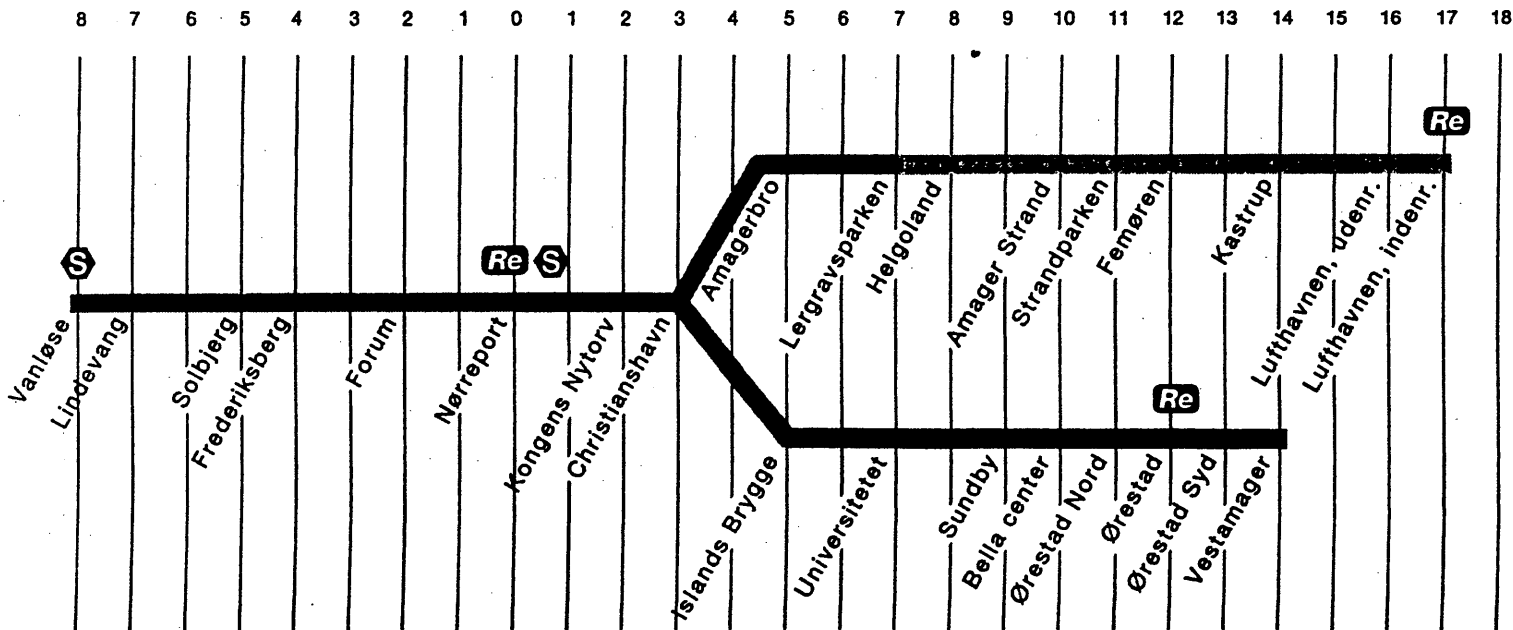 8 7 6 5 4 3 2 1 0 1 2 3 4 5 6 7 8 9 10 11 12 13 14 15 16 17 18
Re
Amagerbro
Lergravsparken
Helgoland
Amager Strand
Strandparken
Femøren
Kastrup
Lufthavnen, udenr.
Lufthavnen, indenr.
S
Re
S
Vanløse
Lindevang
Solbjerg
Frederiksberg
Forum
Nørreport
Kongens Nytorv
Christianshavn
Re
Islands Brygge
Universitetet
Sundby
Bella center
Ørestad Nord
Ørestad
Ørestad Syd
Vestamager